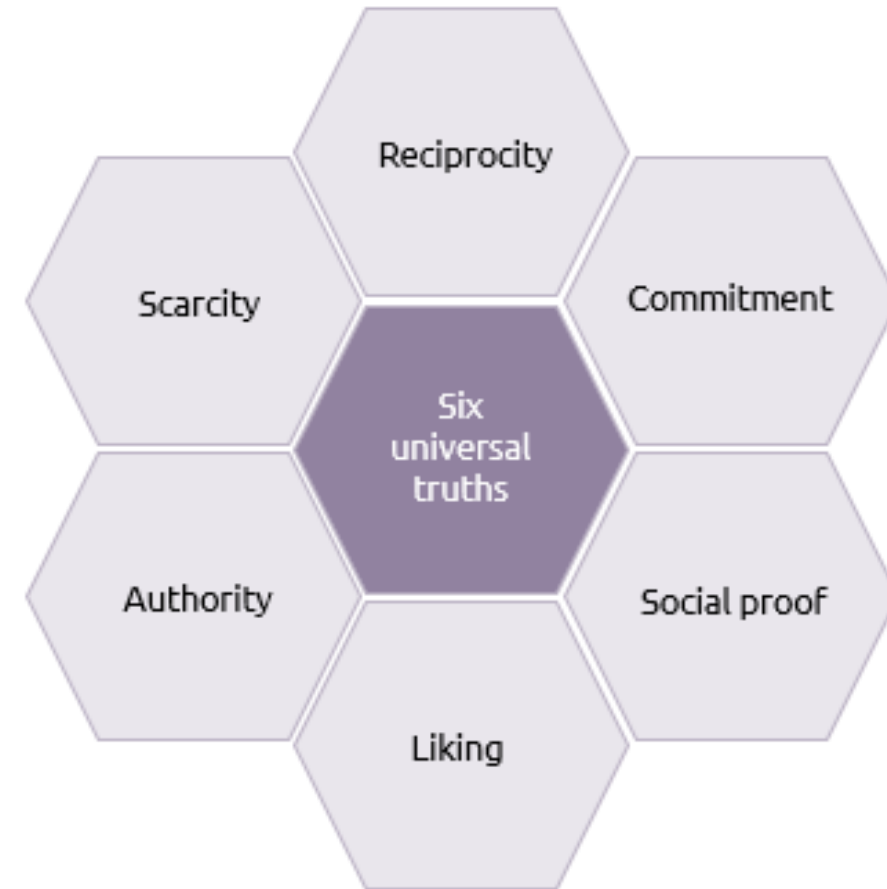 Reciprocity
Commitment
Social proof
Liking
Authority
Scarcity
Six
universal
truths